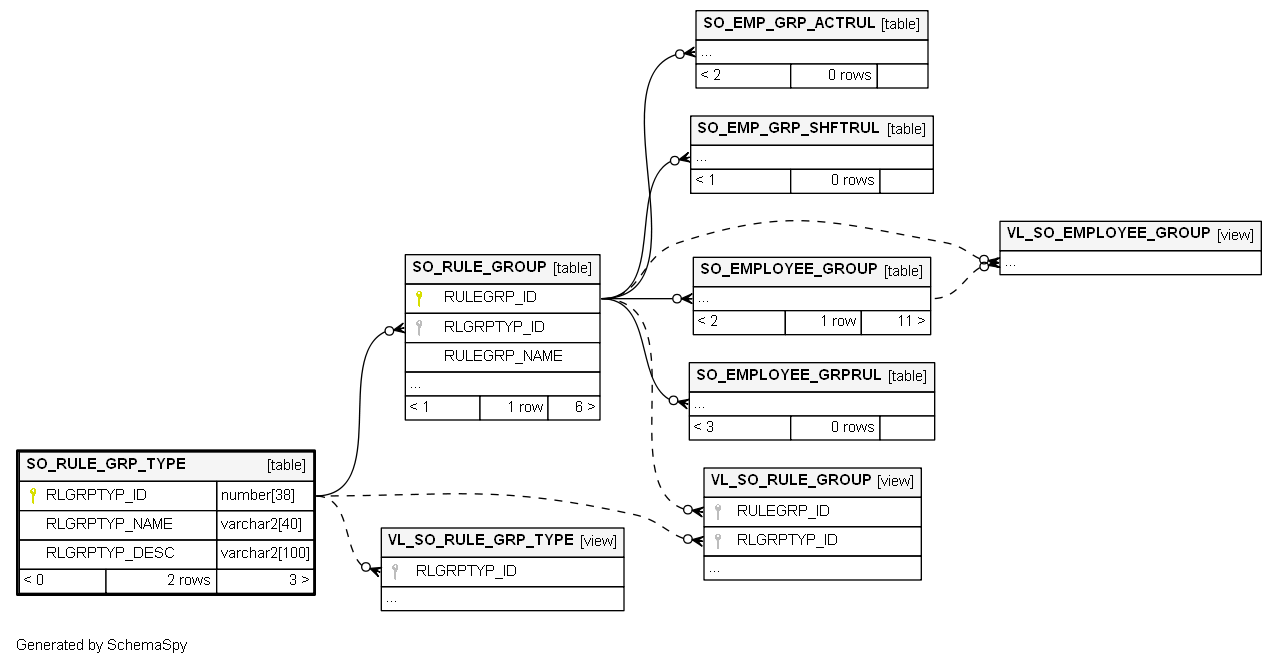 SO_EMP_GRP_ACTRUL [table]
...
< 2 0 rows
SO_EMP_GRP_SHFTRUL [table]
...
< 1 0 rows
VL_SO_EMPLOYEE_GROUP [view]
...
SO_RULE_GROUP [table]
RULEGRP_ID
RLGRPTYP_ID
RULEGRP_NAME
...
< 1 1 row 6 >
SO_EMPLOYEE_GROUP [table]
...
< 2 1 row 11 >
SO_EMPLOYEE_GRPRUL [table]
...
< 3 0 rows
SO_RULE_GRP_TYPE [table]
RLGRPTYP_ID number[38]
RLGRPTYP_NAME varchar2[40]
RLGRPTYP_DESC varchar2[100]
< 0 2 rows 3 >
VL_SO_RULE_GROUP [view]
RULEGRP_ID
RLGRPTYP_ID
...
VL_SO_RULE_GRP_TYPE [view]
RLGRPTYP_ID
...
Generated by SchemaSpy